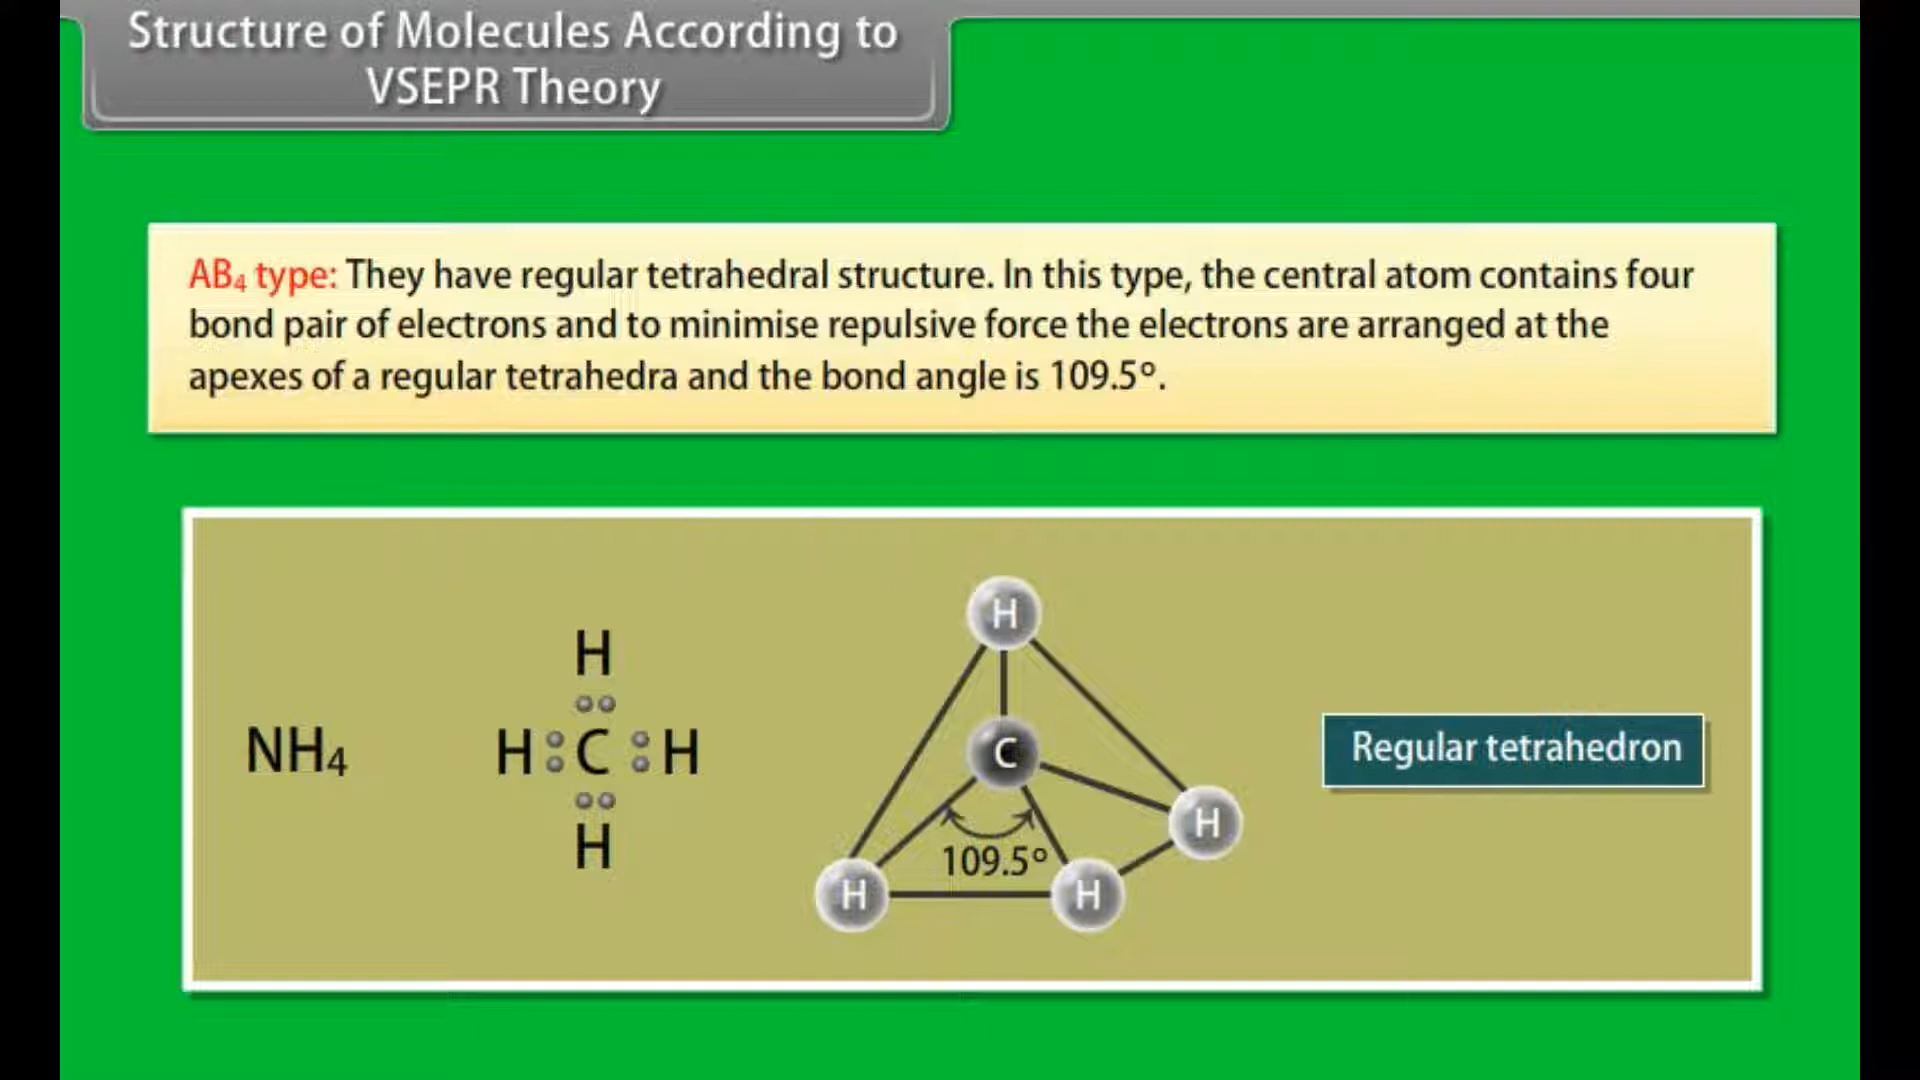 Structure of Molecules According to
VSEPR Theory
AB₄ type: They have regular tetrahedral structure. In this type, the central atom contains four
bond pair of electrons and to minimise repulsive force the electrons are arranged at the
apexes of a regular tetrahedra and the bond angle is 109.5º.
NH₄
H
H C H
H
H
C
H
109.5º
H H
Regular tetrahedron